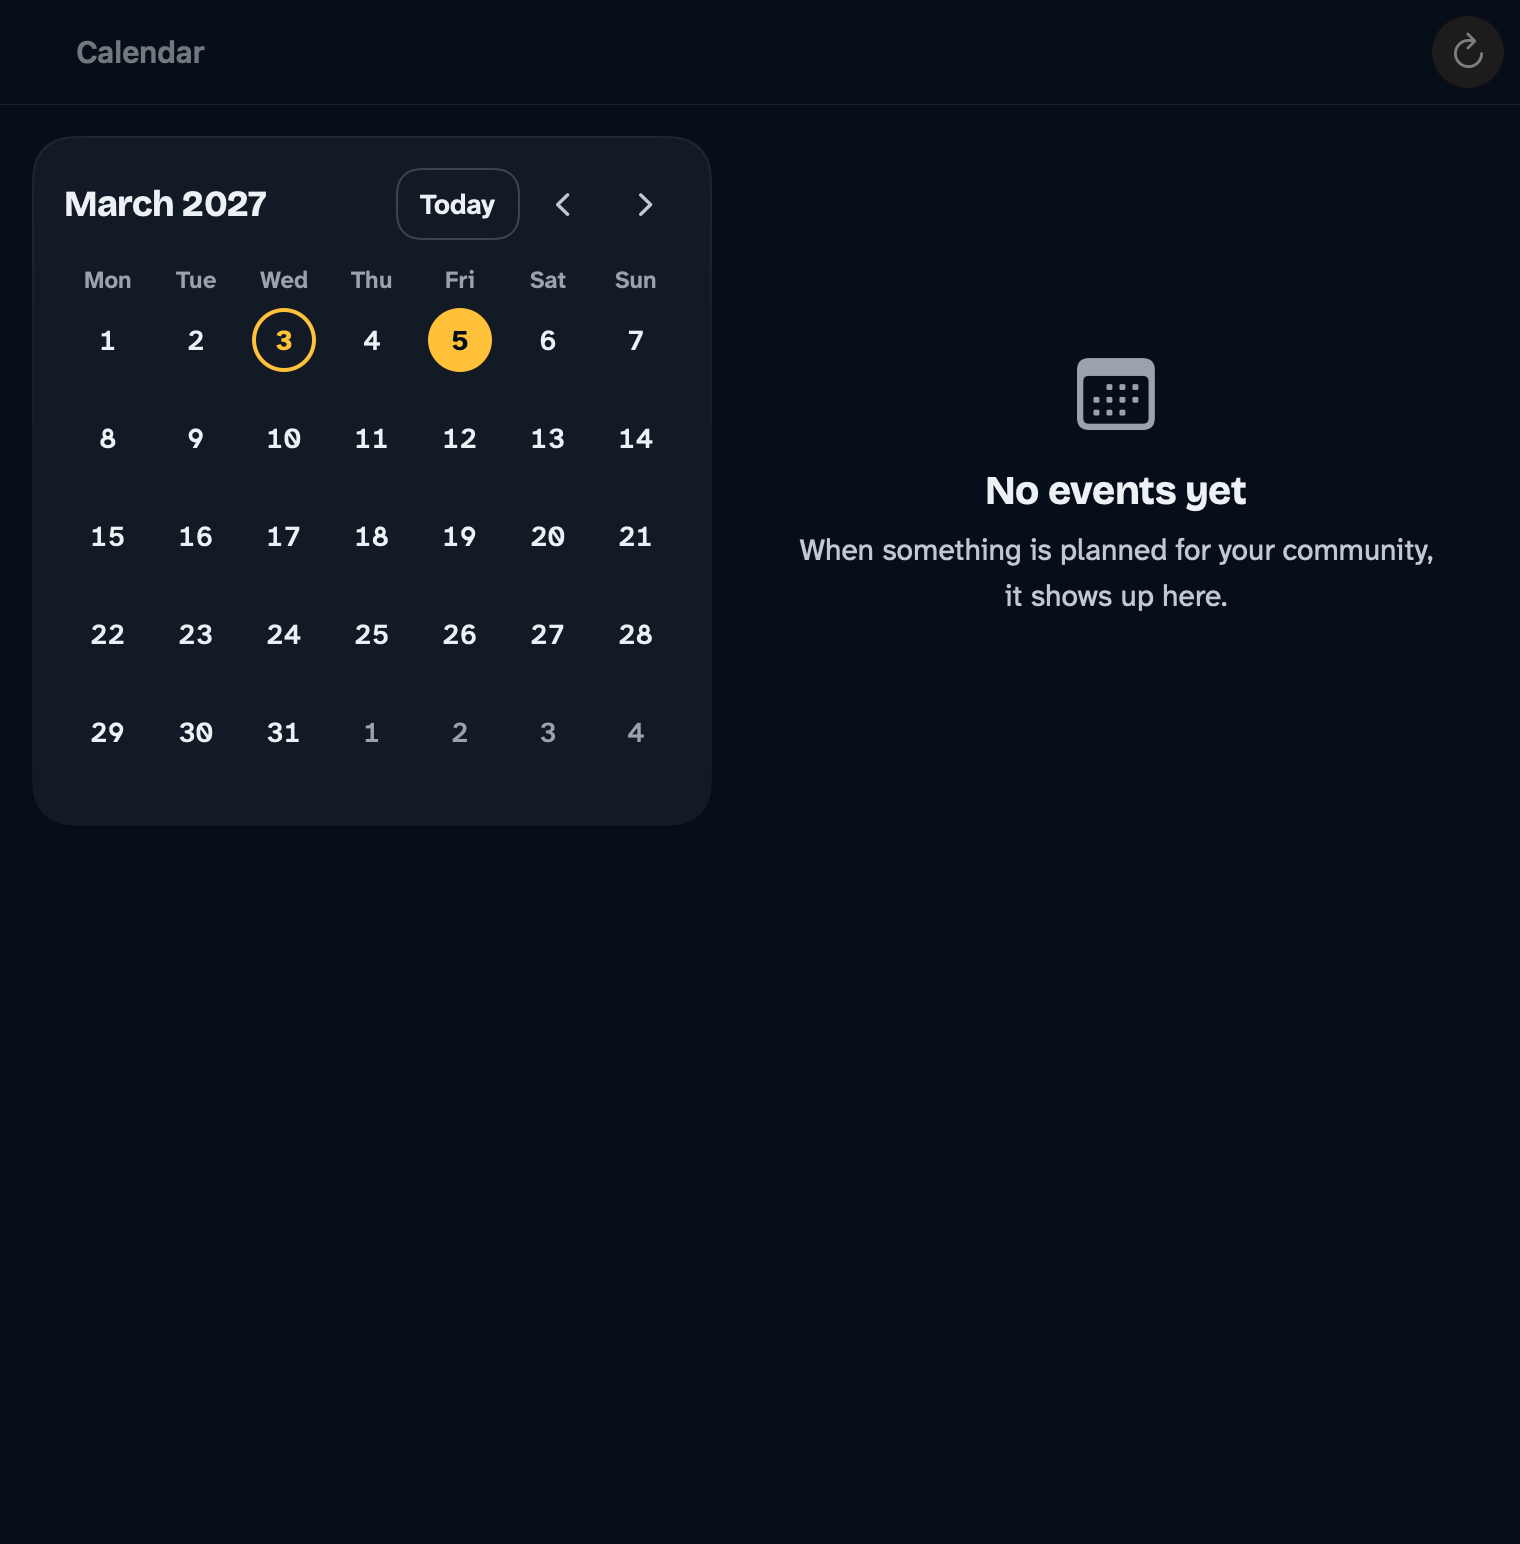 Calendar
March 2027 Today
Mon Tue Wed Thu Fri Sat Sun
1 2 3 4 5 6 7
8 9 10 11 12 13 14
15 16 17 18 19 20 21
22 23 24 25 26 27 28
29 30 31 1 2 3 4
No events yet
When something is planned for your community,
it shows up here.